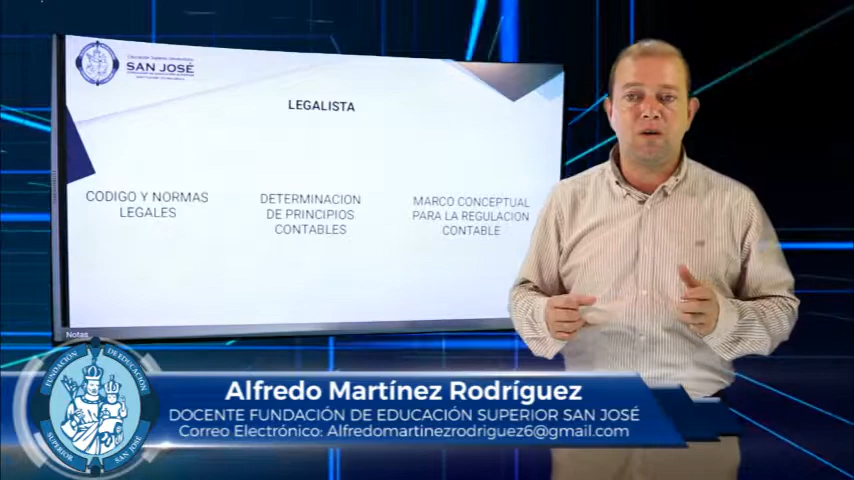 SAN JOSÉ
LEGALISTA
CODIGO Y NORMAS
LEGALES
DETERMINACION
DE PRINCIPIOS
CONTABLES
MARCO CONCEPTUAL
PARA LA REGULACION
CONTABLE
Notas
FUNDACIÓN DE EDUCACIÓN
SUPERIOR SAN JOSÉ
Alfredo Martínez Rodríguez
DOCENTE FUNDACIÓN DE EDUCACIÓN SUPERIOR SAN JOSÉ
Correo Electrónico: Alfredomartinezrodriguez6@gmail.com